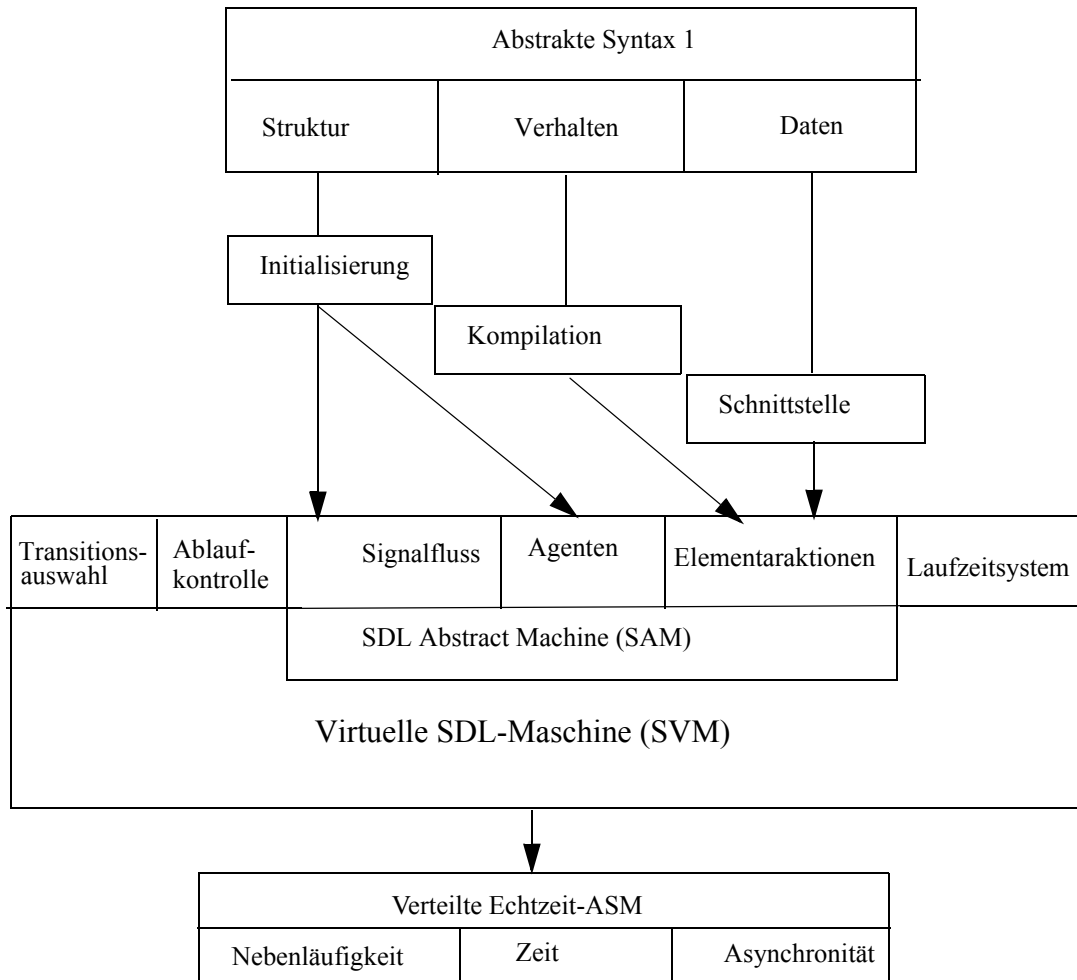 Abstrakte Syntax 1
Struktur
Verhalten
Daten
Initialisierung
Kompilation
Schnittstelle
Transitions-
auswahl
Ablauf-
kontrolle
Signalfluss
Agenten
Elementaraktionen
Laufzeitsystem
SDL Abstract Machine (SAM)
Virtuelle SDL-Maschine (SVM)
Verteilte Echtzeit-ASM
Nebenläufigkeit
Zeit
Asynchronität